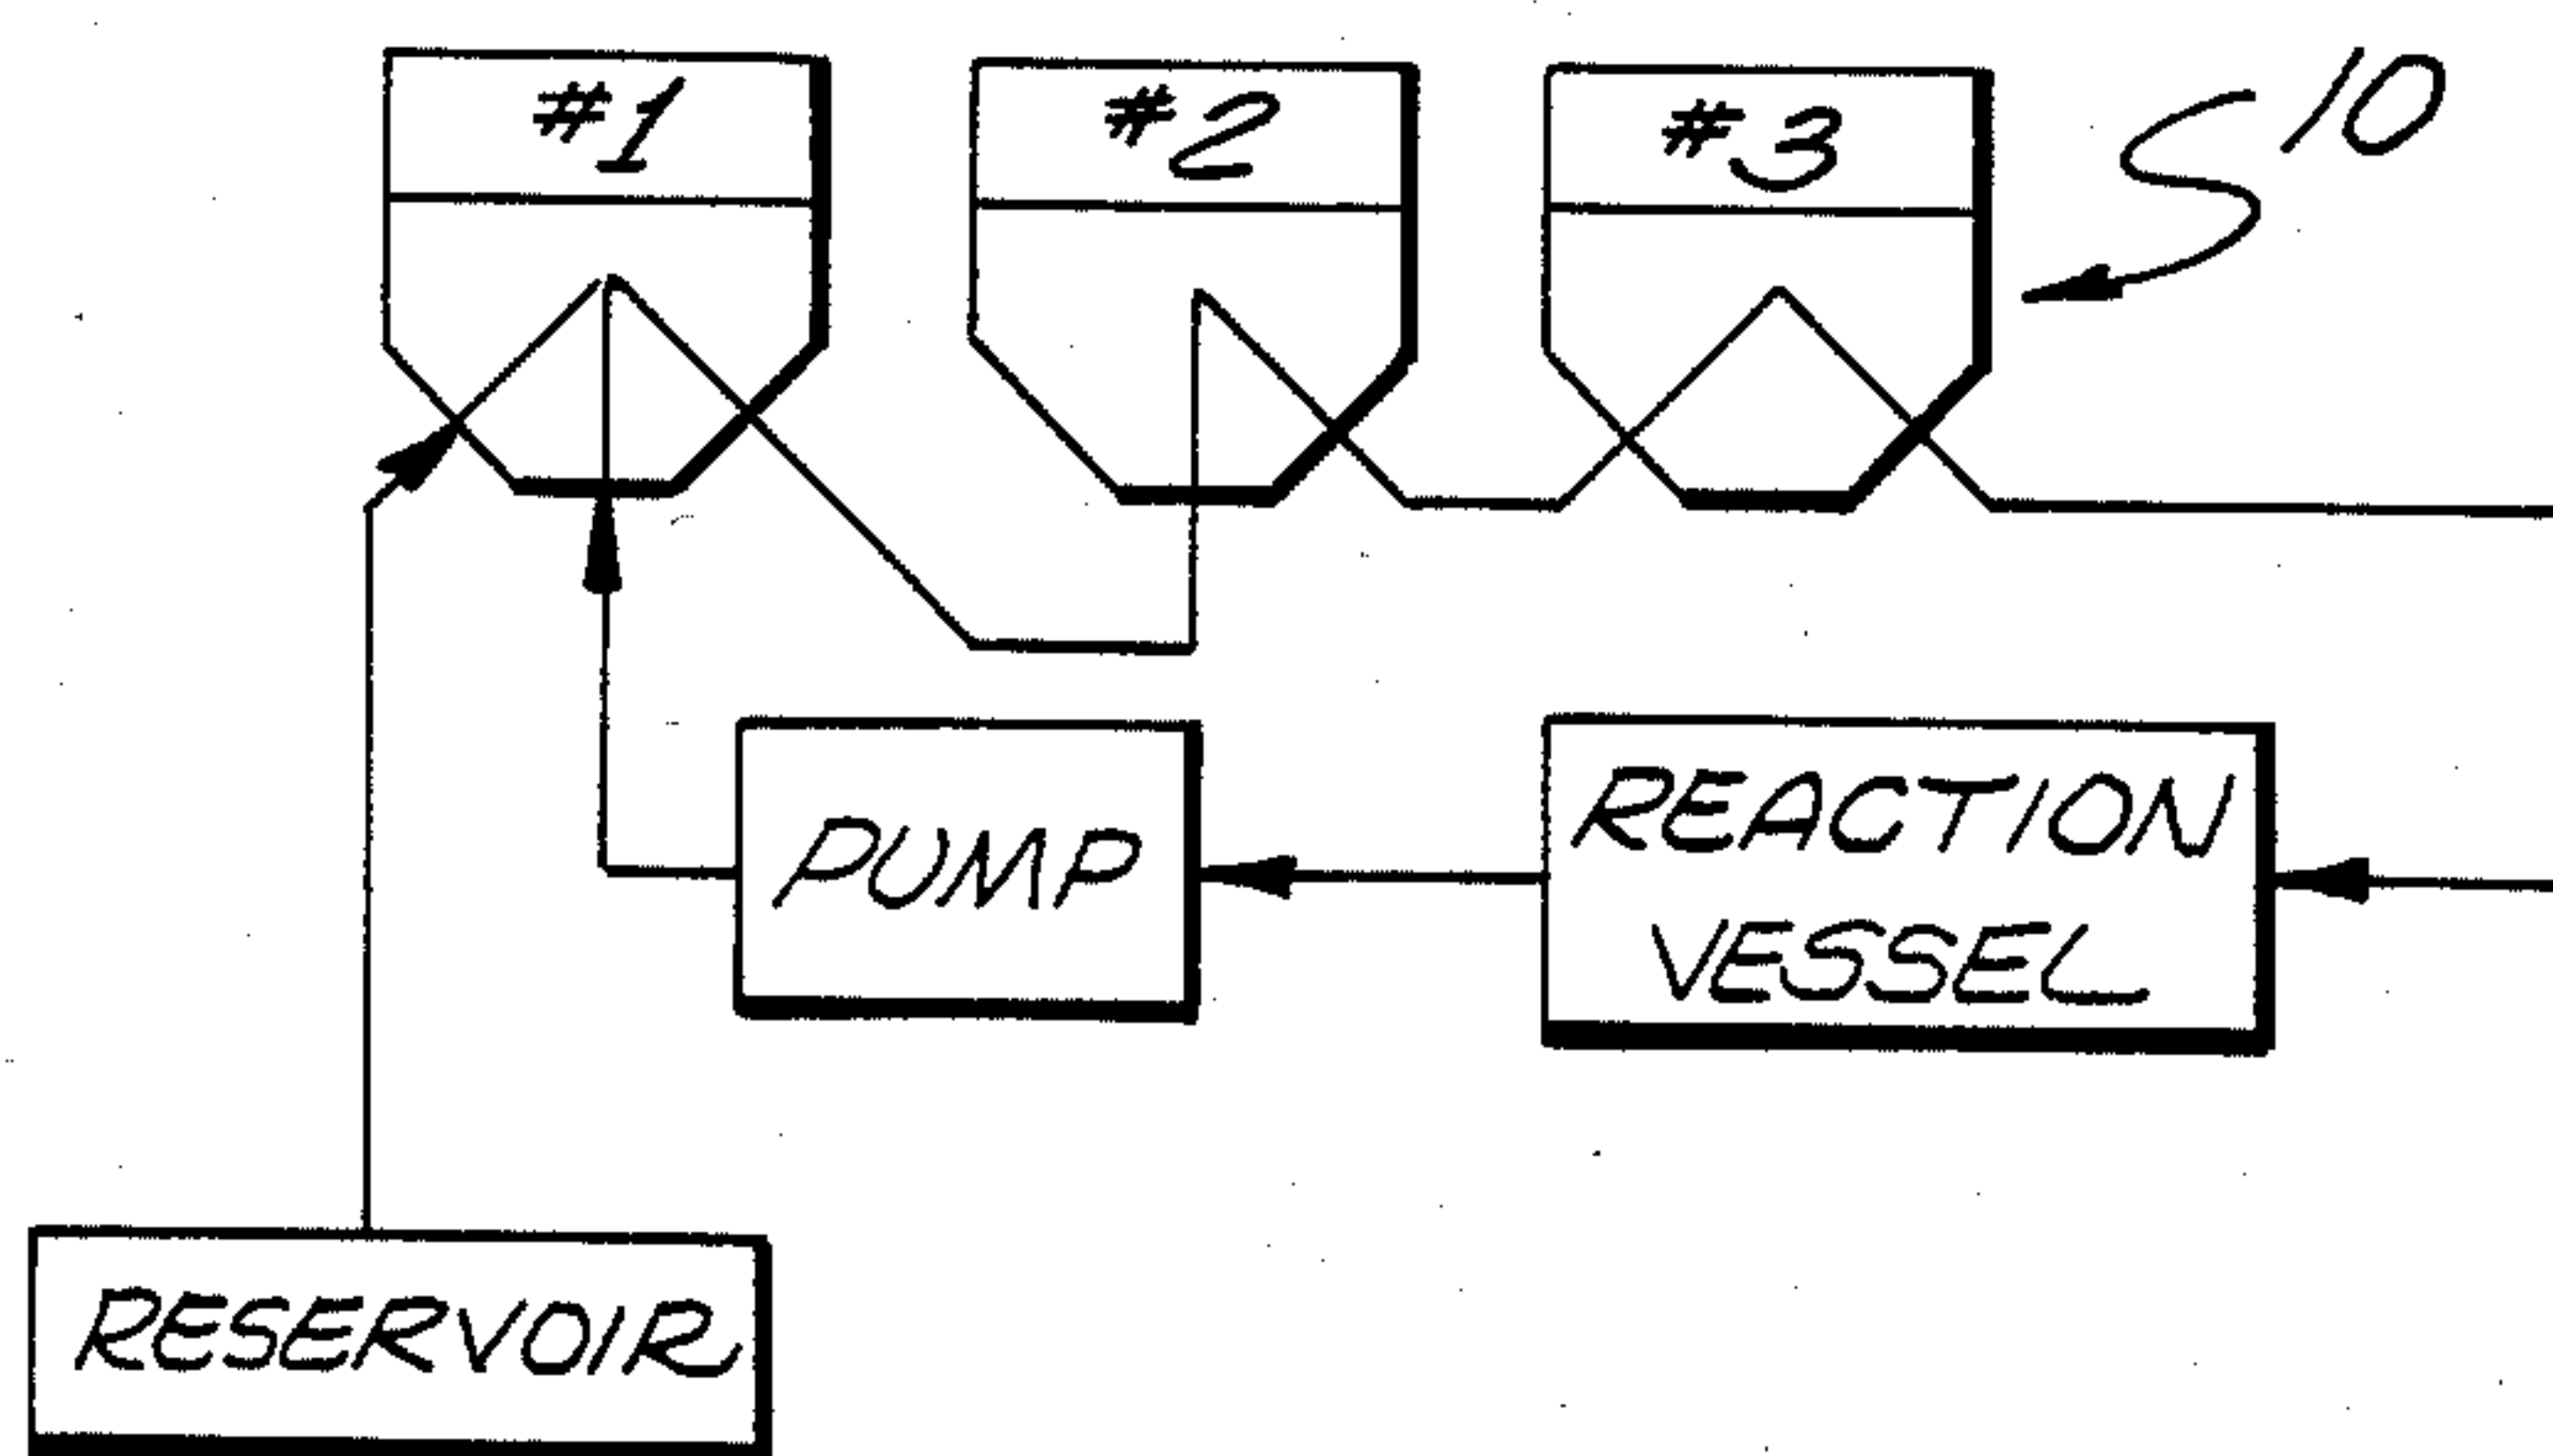 #1
#2
#3
10
PUMP
REACTION
VESSEL
RESERVOIR